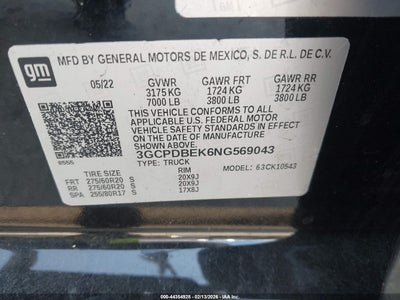 gm
MFD BY GENERAL MOTORS DE MEXICO, S. DE R.L. DE C.V.
05/22 GVWR GAWR FRT GAWR RR
3175 KG 1724 KG 1724 KG
7000 LB 3800 LB 3800 LB
THIS VEHICLE CONFORMS TO ALL APPLICABLE
U.S. FEDERAL MOTOR VEHICLE SAFETY
STANDARDS IN EFFECT ON THE
DATE OF MANUFACTURE SHOWN ABOVE.
3GCPDBEK6NG569043
TYPE: TRUCK 63CK10543
TIRE SIZE RIM
FRT 275/60R20 S 20X9J
RR 275/60R20 S 20X9J
SPA 255/80R17 S 17X8J
000-44354928 - 02/13/2026 - IAA Holdings, LLC.